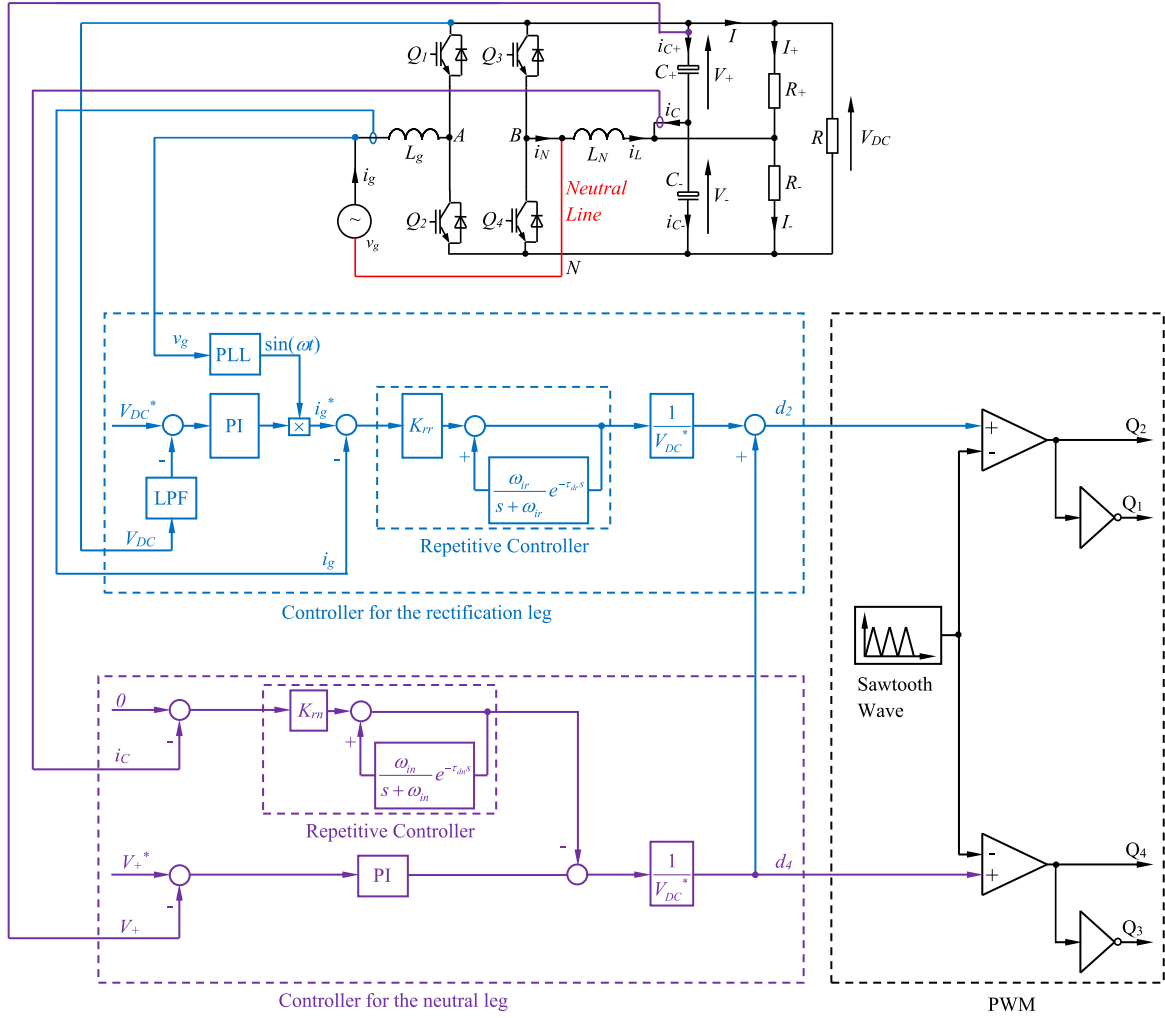 Q1
Q3
iC+
C+
V+
I
I+
R+
A
B
iC
Lg
iN
LN
iL
R
VDC
ig
Neutral
Line
C-
V-
R-
Q2
Q4
~
vg
iC-
I-
N
vg
PLL
sin(ωt)
VDC*
PI
×
ig*
Krr
1
VDC*
d2
+
-
Q2
-
-
+
+
LPF
ωir
s + ωir
e-τdrs
Q1
VDC
Repetitive Controller
ig
Controller for the rectification leg
Sawtooth
Wave
0
Krn
-
iC
+
ωin
s + ωin
e-τdns
Repetitive Controller
-
V+*
PI
1
VDC*
d4
-
+
Q4
-
V+
Q3
Controller for the neutral leg
PWM